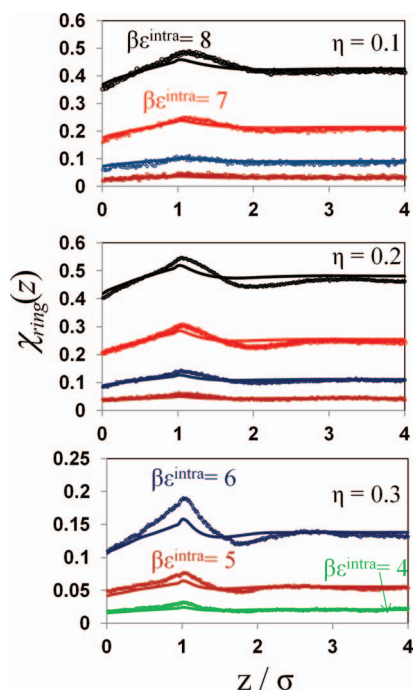 0.6
βε^intra = 8
η = 0.1
0.5
0.4
0.3
βε^intra = 7
0.2
0.1
0
0 1 2 3 4
0.6
η = 0.2
0.5
0.4
0.3
0.2
0.1
0
0 1 2 3 4
χ_ring(z)
0.25
βε^intra = 6
η = 0.3
0.2
0.15
βε^intra = 5
βε^intra = 4
0.1
0.05
0
0 1 2 3 4
z / σ